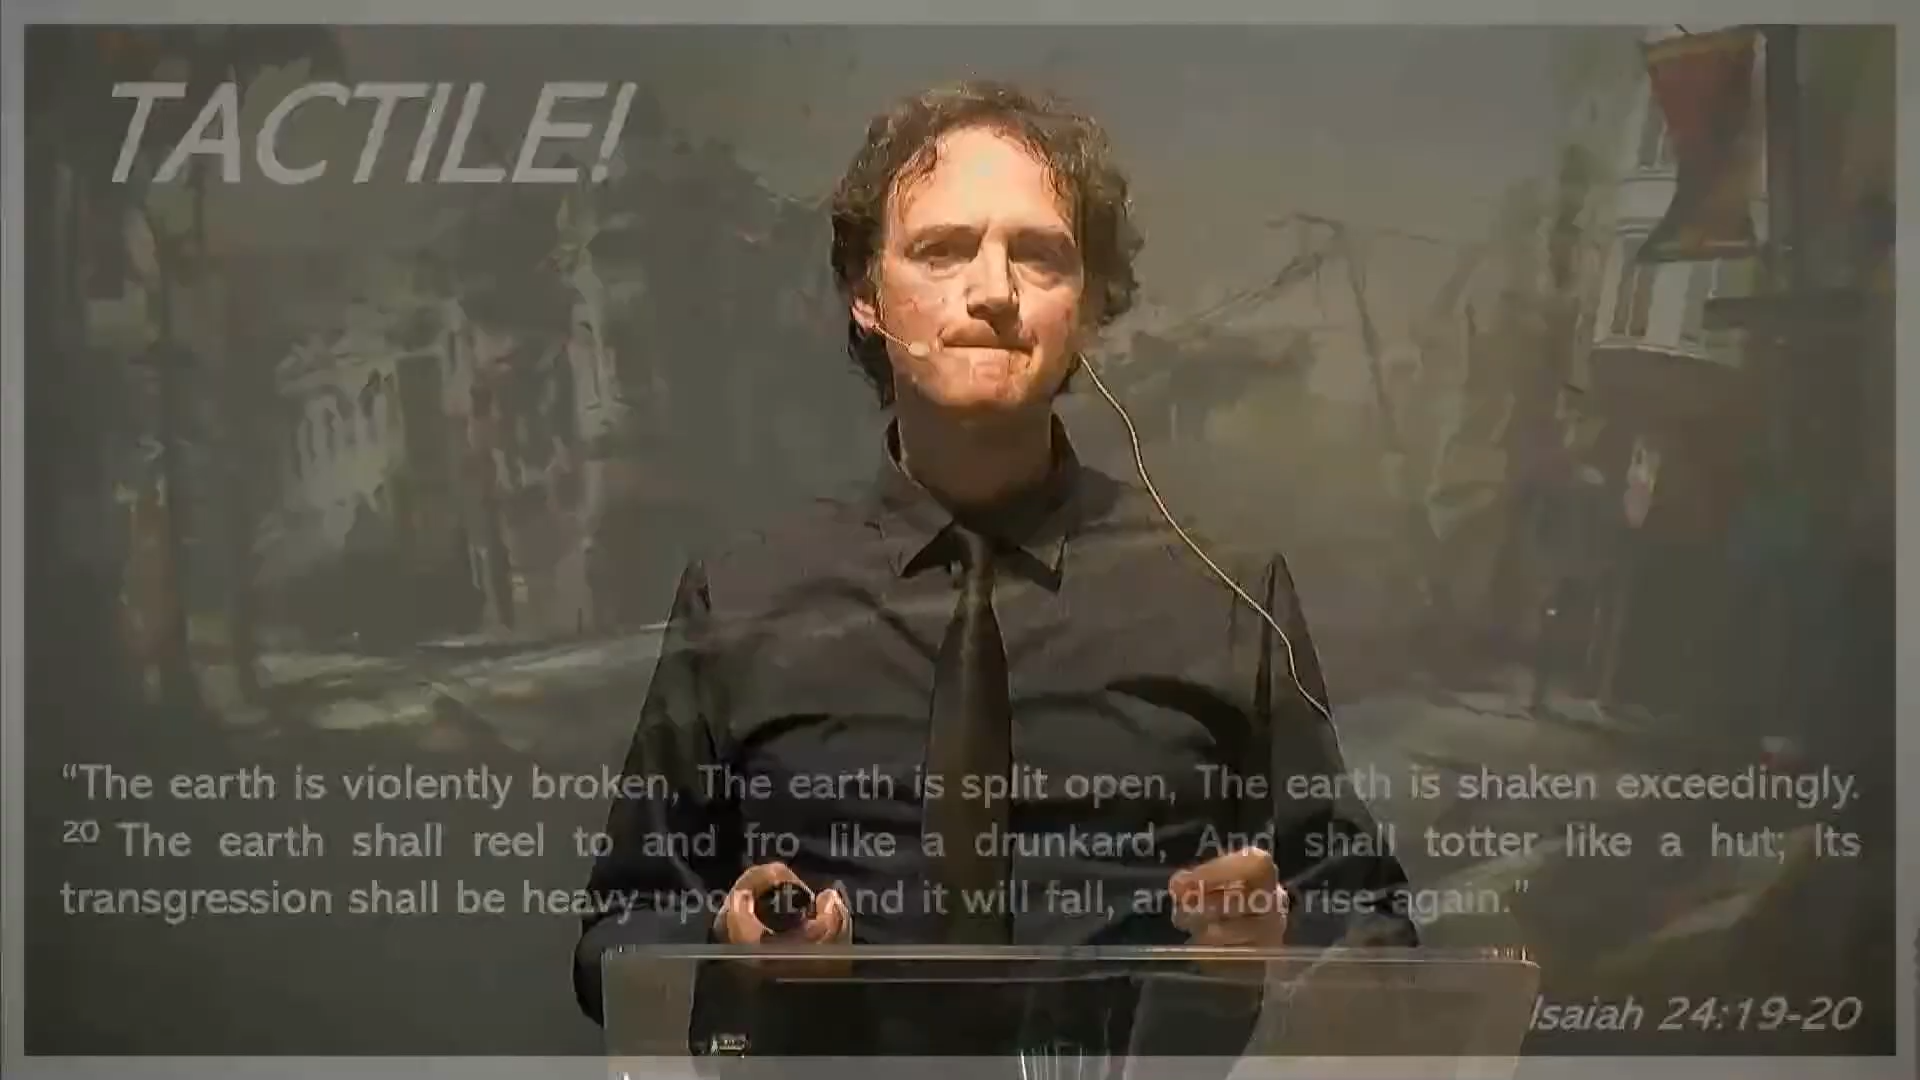 TACTILE!
“The earth is violently broken, The earth is split open, The earth is shaken exceedingly.
20 The earth shall reel to and fro like a drunkard, And shall totter like a hut; Its
transgression shall be heavy upon it, And it will fall, and not rise again.”
Isaiah 24:19-20